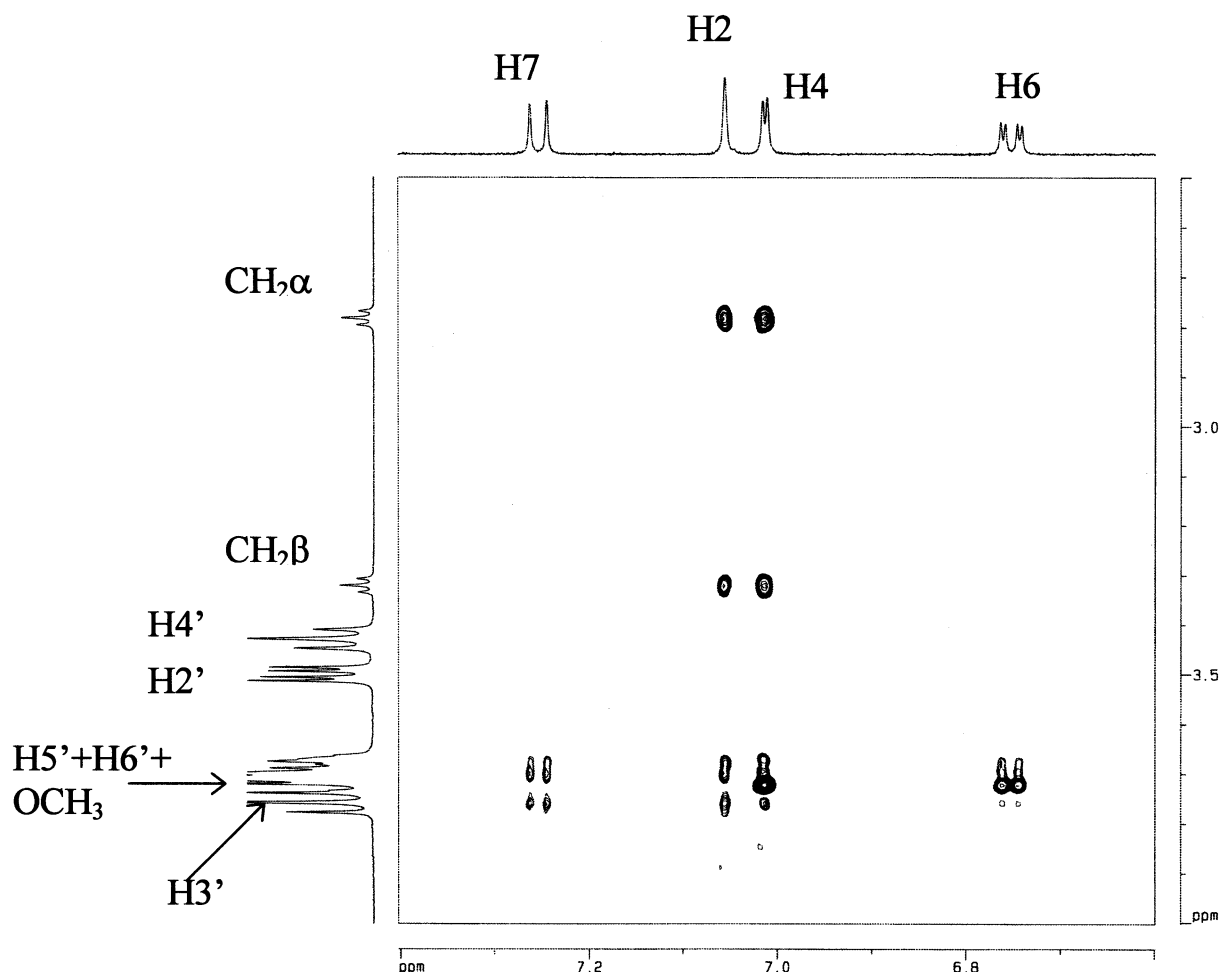 H2
H7
H4
H6
CH₂α
3.0
CH₂β
H4’
H2’
3.5
H5’+H6’+
OCH₃
H3’
ppm
ppm 7.2 7.0 6.8